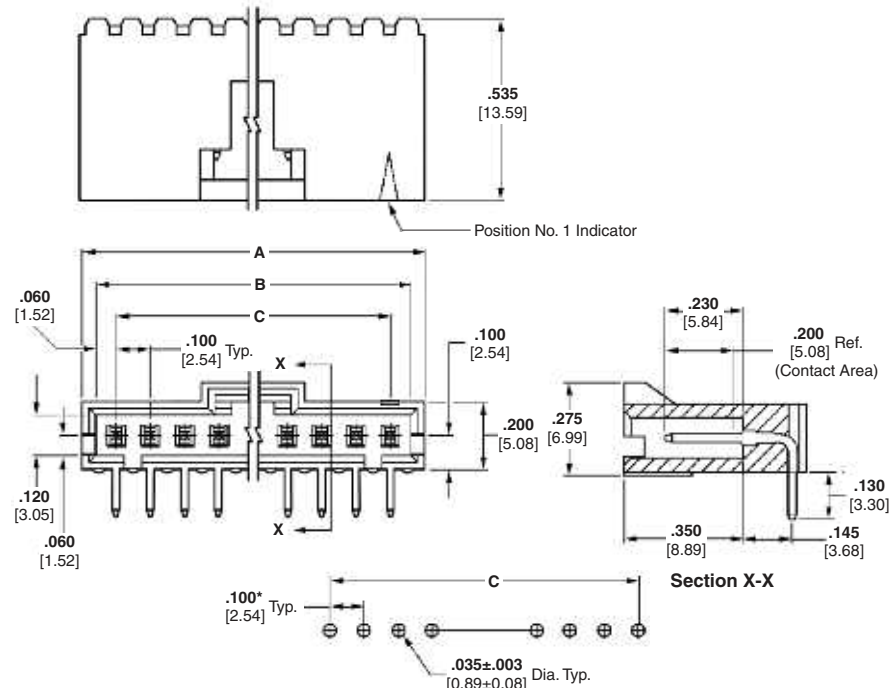 .535
[13.59]
Position No. 1 Indicator
A
B
C
.060
[1.52]
.100
[2.54] Typ.
X
.100
[2.54]
.200
[5.08]
.120
[3.05]
.060
[1.52]
X
.230
[5.84]
.200
[5.08] Ref.
(Contact Area)
.275
[6.99]
.130
[3.30]
.350
[8.89]
.145
[3.68]
Section X-X
C
.100*
[2.54] Typ.
.035±.003
[0.89±0.08] Dia. Typ.